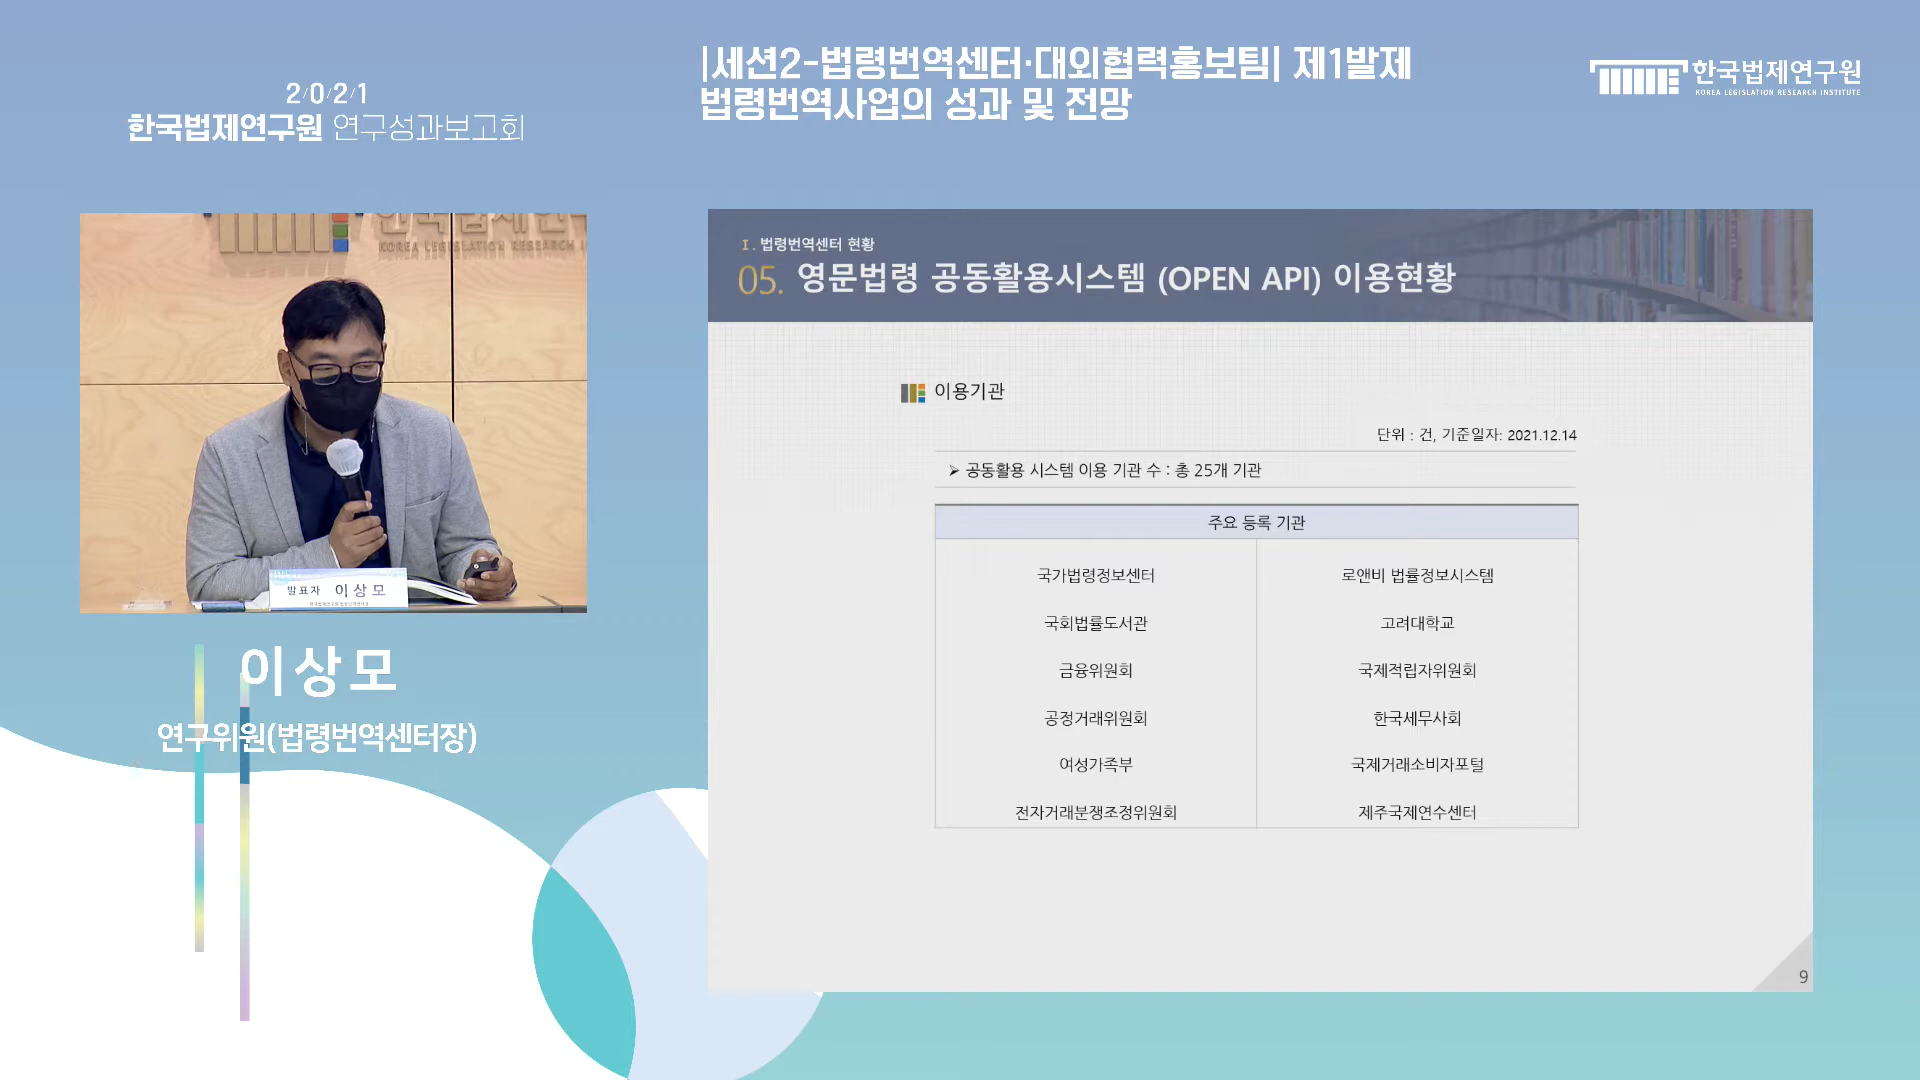 2/0/2/1
한국법제연구원 연구성과보고회
|세션2-법령번역센터·대외협력홍보팀| 제1발제
법령번역사업의 성과 및 전망
한국법제연구원
KOREA LEGISLATION RESEARCH INSTITUTE
KOREA LEGISLATION RESEARCH I
발표자 이상모
이상모
연구위원(법령번역센터장)
I. 법령번역센터 현황
05. 영문법령 공동활용시스템 (OPEN API) 이용현황
이용기관
단위 : 건, 기준일자: 2021.12.14
➢ 공동활용 시스템 이용 기관 수 : 총 25개 기관
주요 등록 기관
국가법령정보센터 로앤비 법률정보시스템
국회법률도서관 고려대학교
금융위원회 국제적립자위원회
공정거래위원회 한국세무사회
여성가족부 국제거래소비자포털
전자거래분쟁조정위원회 제주국제연수센터
9